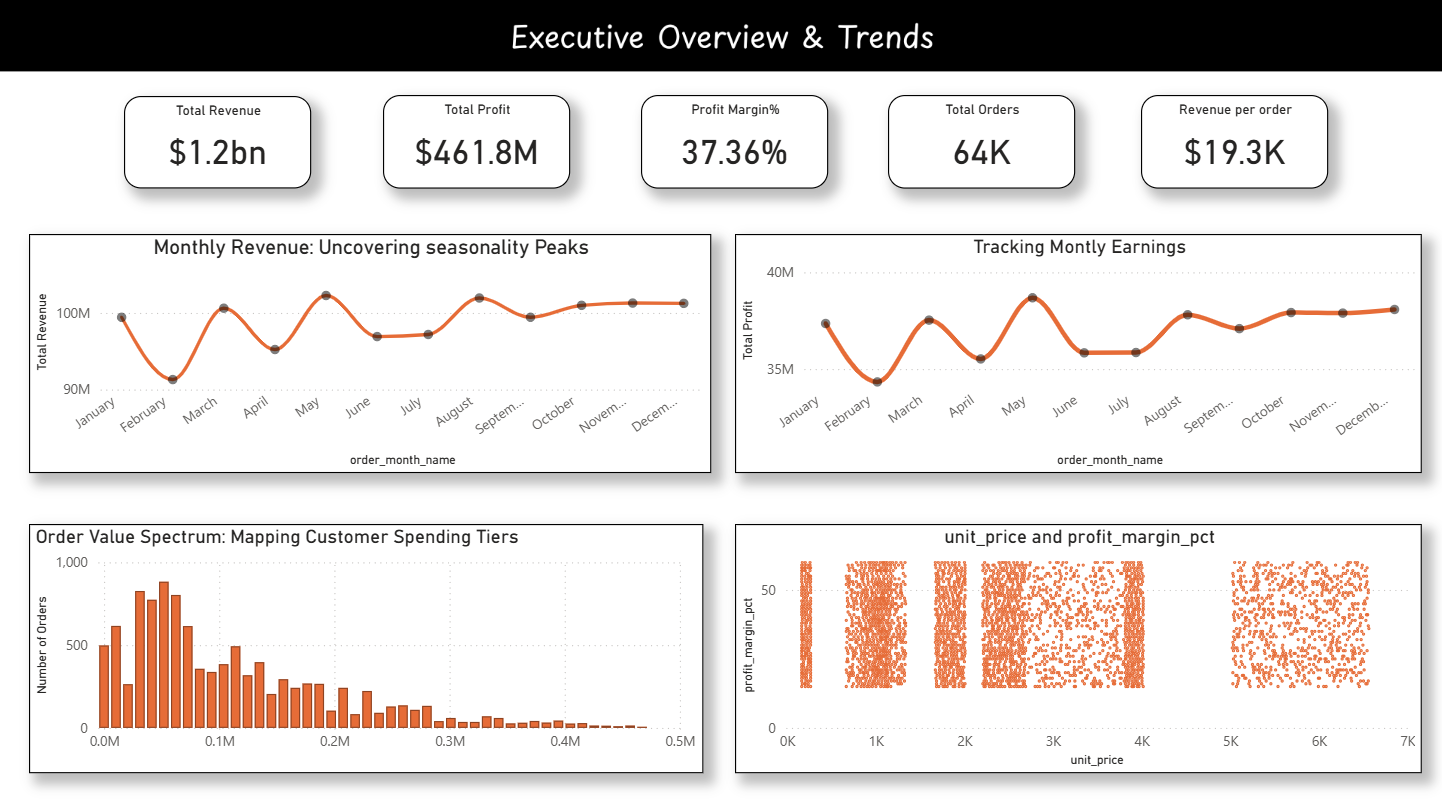 Executive Overview & Trends
Total Revenue
$1.2bn
Total Profit
$461.8M
Profit Margin%
37.36%
Total Orders
64K
Revenue per order
$19.3K
Monthly Revenue: Uncovering seasonality Peaks
Total Revenue
100M
90M
January
February
March
April
May
June
July
August
Septem...
October
Novem...
Decem...
order_month_name
Tracking Montly Earnings
Total Profit
40M
35M
January
February
March
April
May
June
July
August
Septem...
October
Novem...
Decemb...
order_month_name
Order Value Spectrum: Mapping Customer Spending Tiers
Number of Orders
1,000
500
0
0.0M
0.1M
0.2M
0.3M
0.4M
0.5M
unit_price and profit_margin_pct
profit_margin_pct
50
0
0K
1K
2K
3K
4K
5K
6K
7K
unit_price